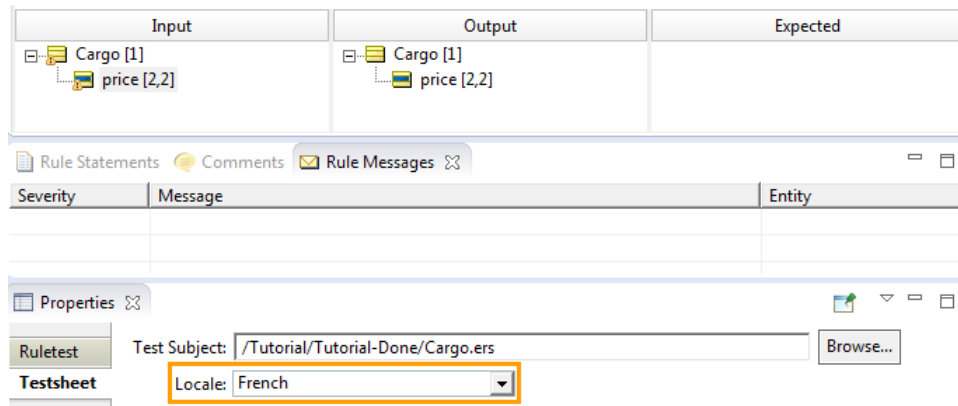 Input Output Expected
Cargo [1] Cargo [1]
price [2,2] price [2,2]
Rule Statements Comments Rule Messages
Severity Message Entity
Properties
Ruletest Test Subject: /Tutorial/Tutorial-Done/Cargo.ers Browse...
Testsheet Locale: French